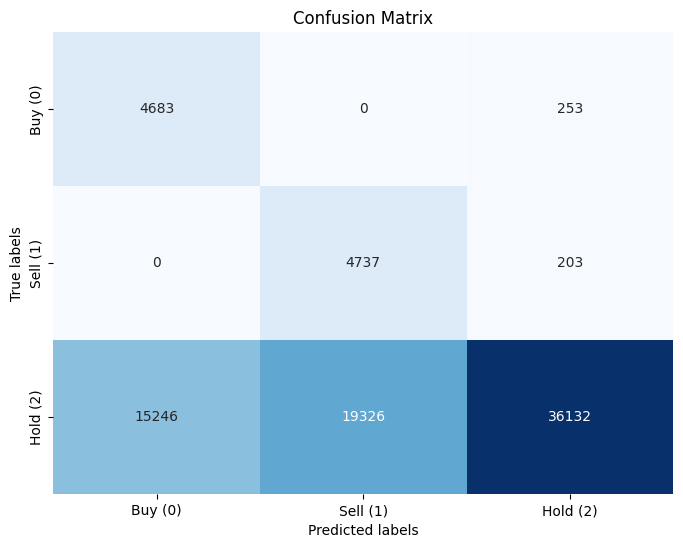 Confusion Matrix
True labels
Buy (0)
4683 0 253
Sell (1)
0 4737 203
Hold (2)
15246 19326 36132
Buy (0) Sell (1) Hold (2)
Predicted labels